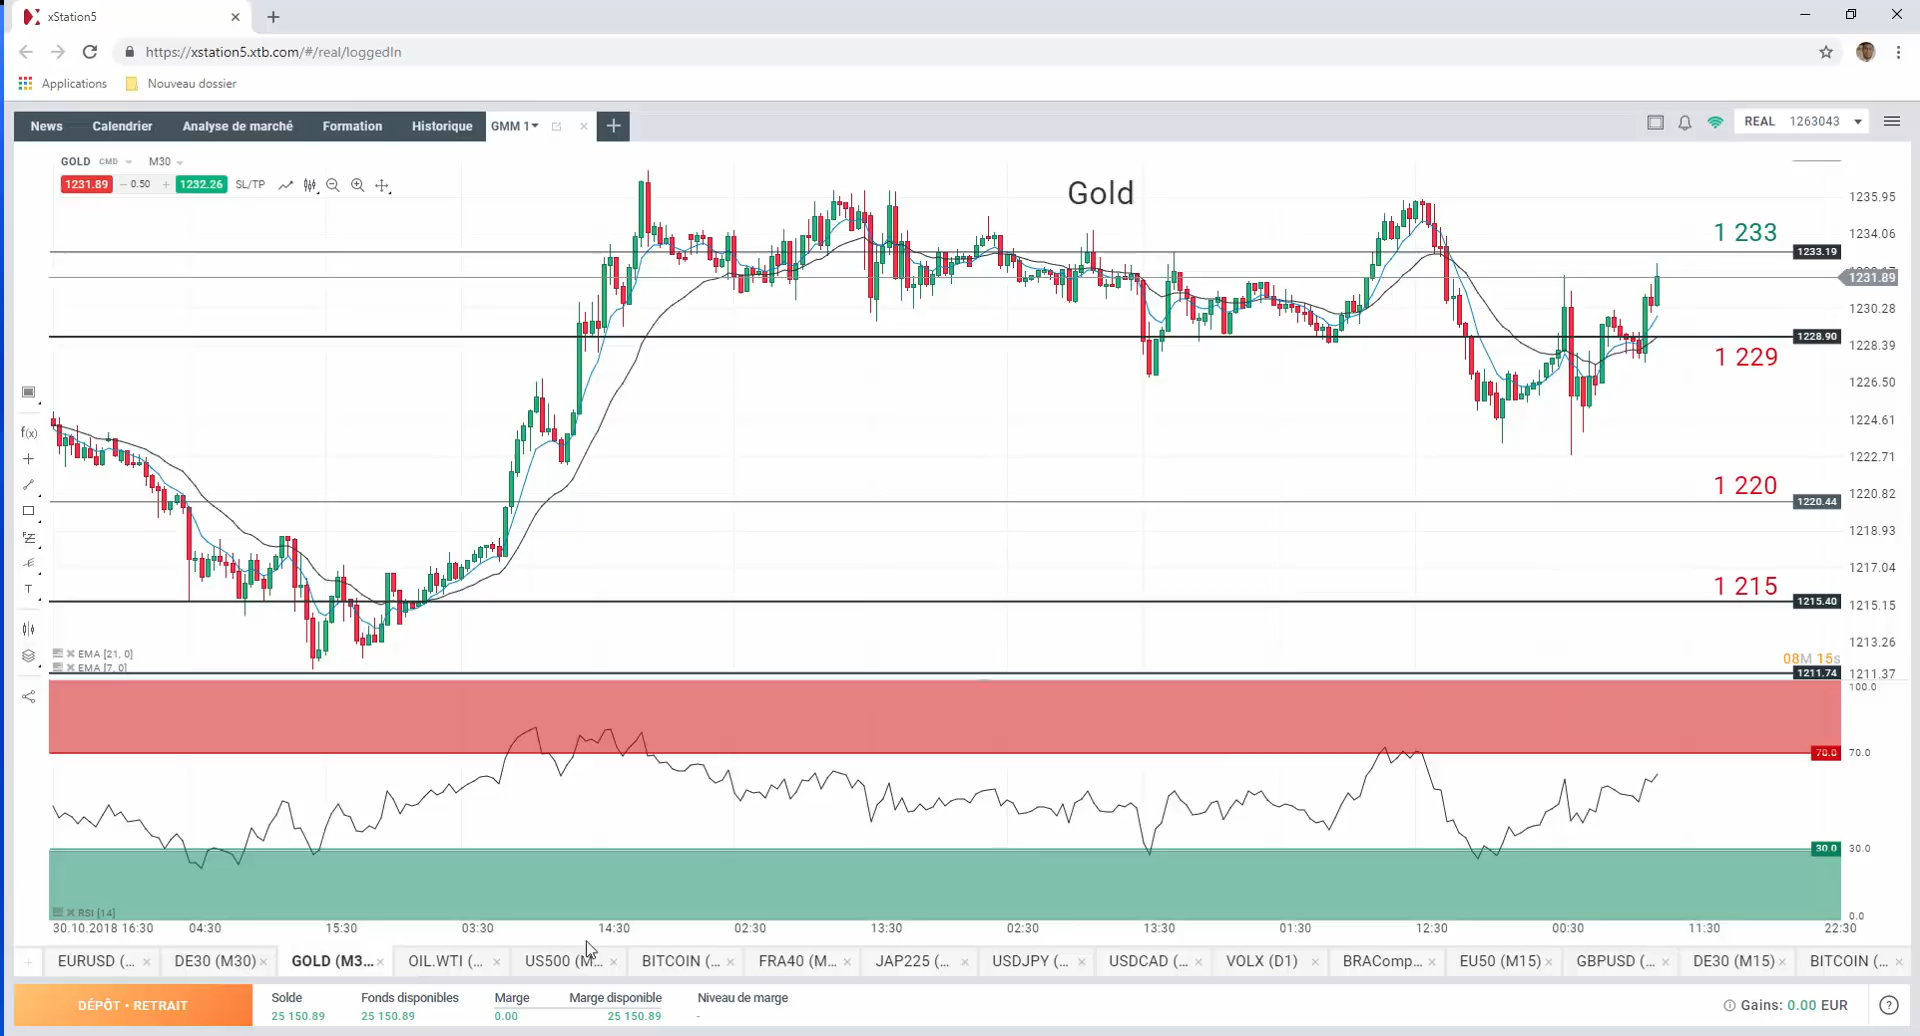 xStation5
https://xstation5.xtb.com/#/real/loggedIn
Applications Nouveau dossier
News Calendrier Analyse de marché Formation Historique GMM 1
REAL 1263043
GOLD CMD M30
1231.89 0.50 1232.26 SL/TP
Gold
1235.95
1234.06
1 233
1233.19
1231.89
1230.28
1228.90
1228.39
1 229
1226.50
1224.61
1222.71
1 220
1220.82
1220.44
1218.93
1217.04
1 215
1215.40
1215.15
1213.26
EMA [21, 0]
EMA [7, 0]
08M 15s
1211.74 1211.37
100.0
70.0 70.0
30.0 30.0
RSI [14]
0.0
30.10.2018 16:30 04:30 15:30 03:30 14:30 02:30 13:30 02:30 13:30 01:30 12:30 00:30 11:30 22:30
EURUSD (... DE30 (M30) GOLD (M3... OIL.WTI (... US500 (M... BITCOIN (... FRA40 (M... JAP225 (... USDJPY (... USDCAD (... VOLX (D1) BRAComp... EU50 (M15) GBPUSD (... DE30 (M15) BITCOIN (...
DÉPÔT • RETRAIT
Solde Fonds disponibles Marge Marge disponible Niveau de marge
25 150.89 25 150.89 0.00 25 150.89 -
Gains: 0.00 EUR